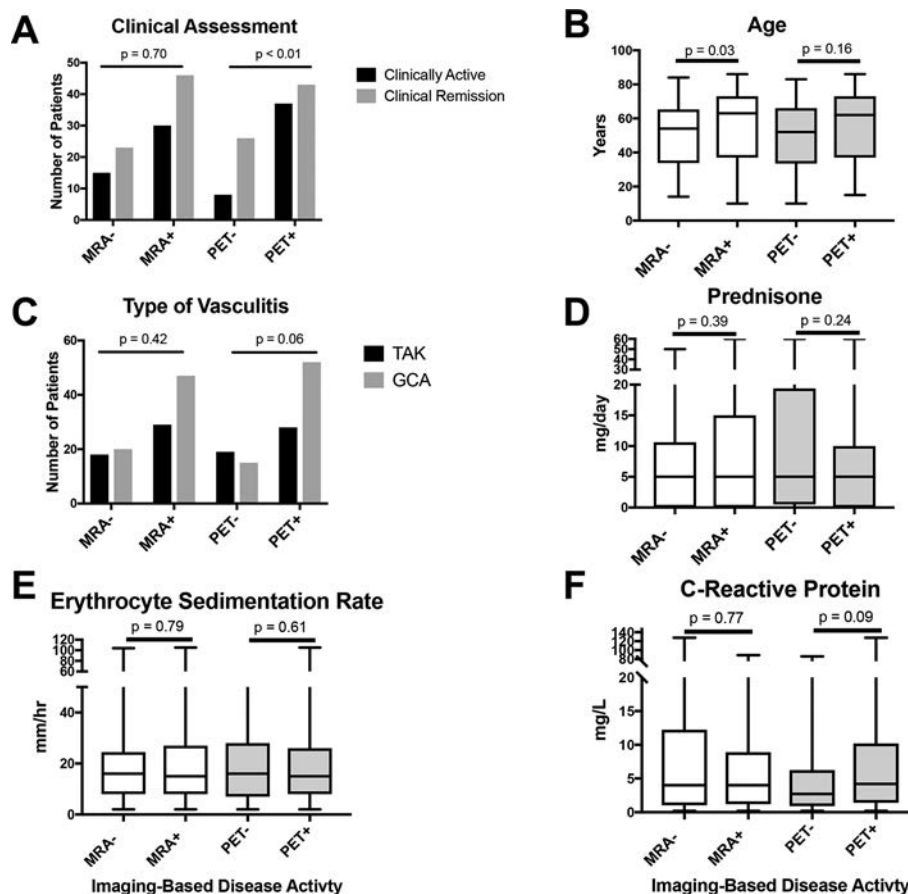 A
Clinical Assessment
p = 0.70
p < 0.01
Clinically Active
Clinical Remission
Number of Patients
50
40
30
20
10
0
MRA-
MRA+
PET-
PET+
B
Age
p = 0.03
p = 0.16
Years
100
80
60
40
20
0
MRA-
MRA+
PET-
PET+
C
Type of Vasculitis
p = 0.42
p = 0.06
TAK
GCA
Number of Patients
60
40
20
0
MRA-
MRA+
PET-
PET+
D
Prednisone
p = 0.39
p = 0.24
mg/day
60
50
40
30
20
15
10
5
0
MRA-
MRA+
PET-
PET+
E
Erythrocyte Sedimentation Rate
p = 0.79
p = 0.61
mm/hr
120
100
80
60
40
20
0
MRA-
MRA+
PET-
PET+
Imaging-Based Disease Activty
F
C-Reactive Protein
p = 0.77
p = 0.09
mg/L
140
120
100
80
20
15
10
5
0
MRA-
MRA+
PET-
PET+
Imaging-Based Disease Activty